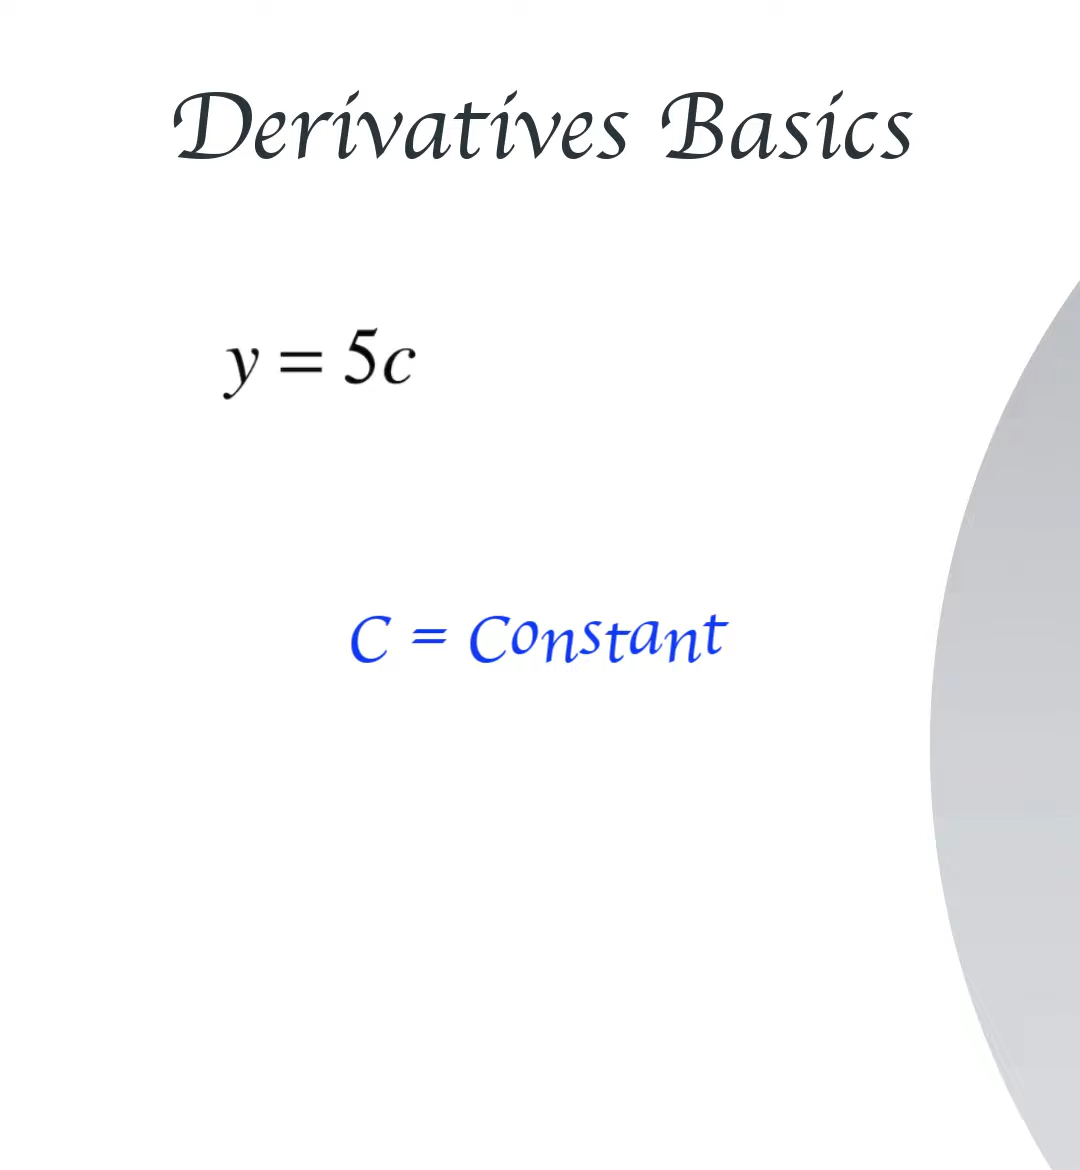 Derivatives Basics
y = 5c
C = Constant